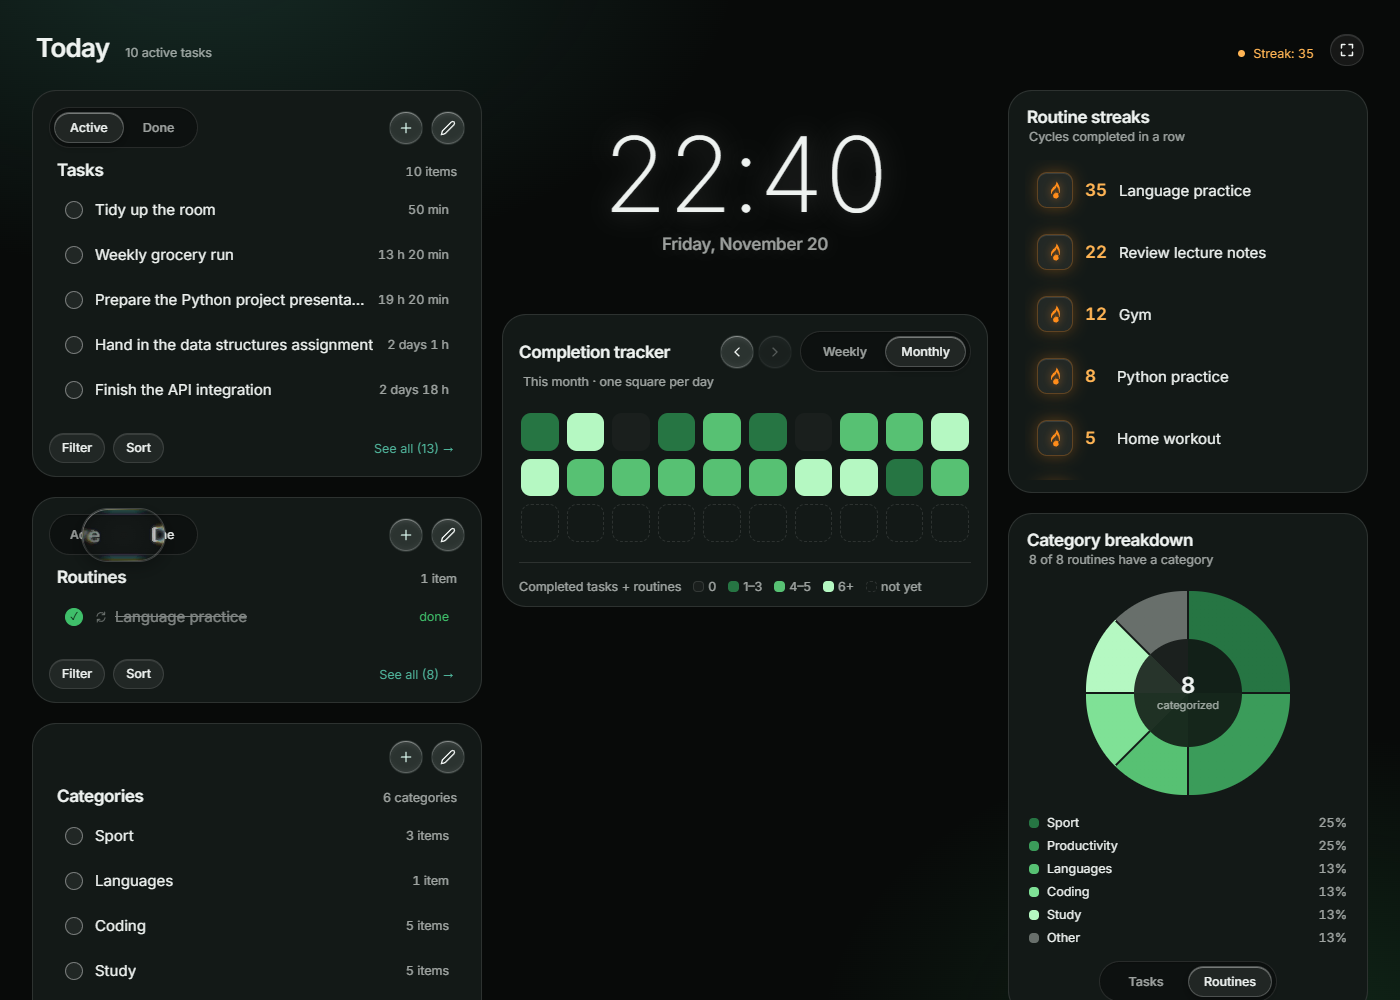 Today
10 active tasks
Streak: 35
Active
Done
Tasks
10 items
Tidy up the room
50 min
Weekly grocery run
13 h 20 min
Prepare the Python project presenta...
19 h 20 min
Hand in the data structures assignment
2 days 1 h
Finish the API integration
2 days 18 h
Filter
Sort
See all (13) →
Routines
1 item
Language practice
done
Filter
Sort
See all (8) →
Categories
6 categories
Sport
3 items
Languages
1 item
Coding
5 items
Study
5 items
22:40
Friday, November 20
Completion tracker
Weekly
Monthly
This month · one square per day
Completed tasks + routines
0
1–3
4–5
6+
not yet
Routine streaks
Cycles completed in a row
35 Language practice
22 Review lecture notes
12 Gym
8 Python practice
5 Home workout
Category breakdown
8 of 8 routines have a category
8
categorized
Sport 25%
Productivity 25%
Languages 13%
Coding 13%
Study 13%
Other 13%
Tasks
Routines